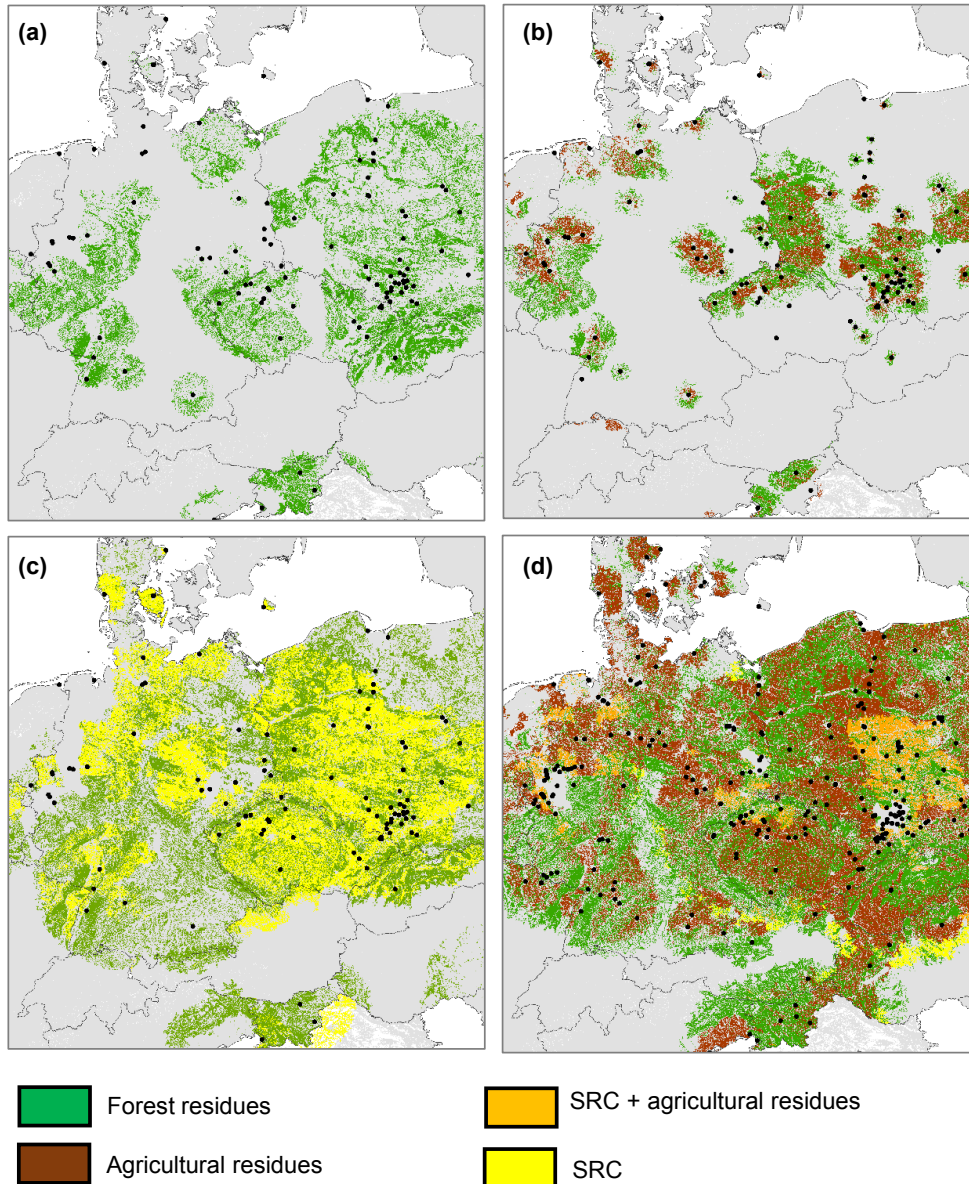 (a)
(b)
(c)
(d)
Forest residues
SRC + agricultural residues
Agricultural residues
SRC